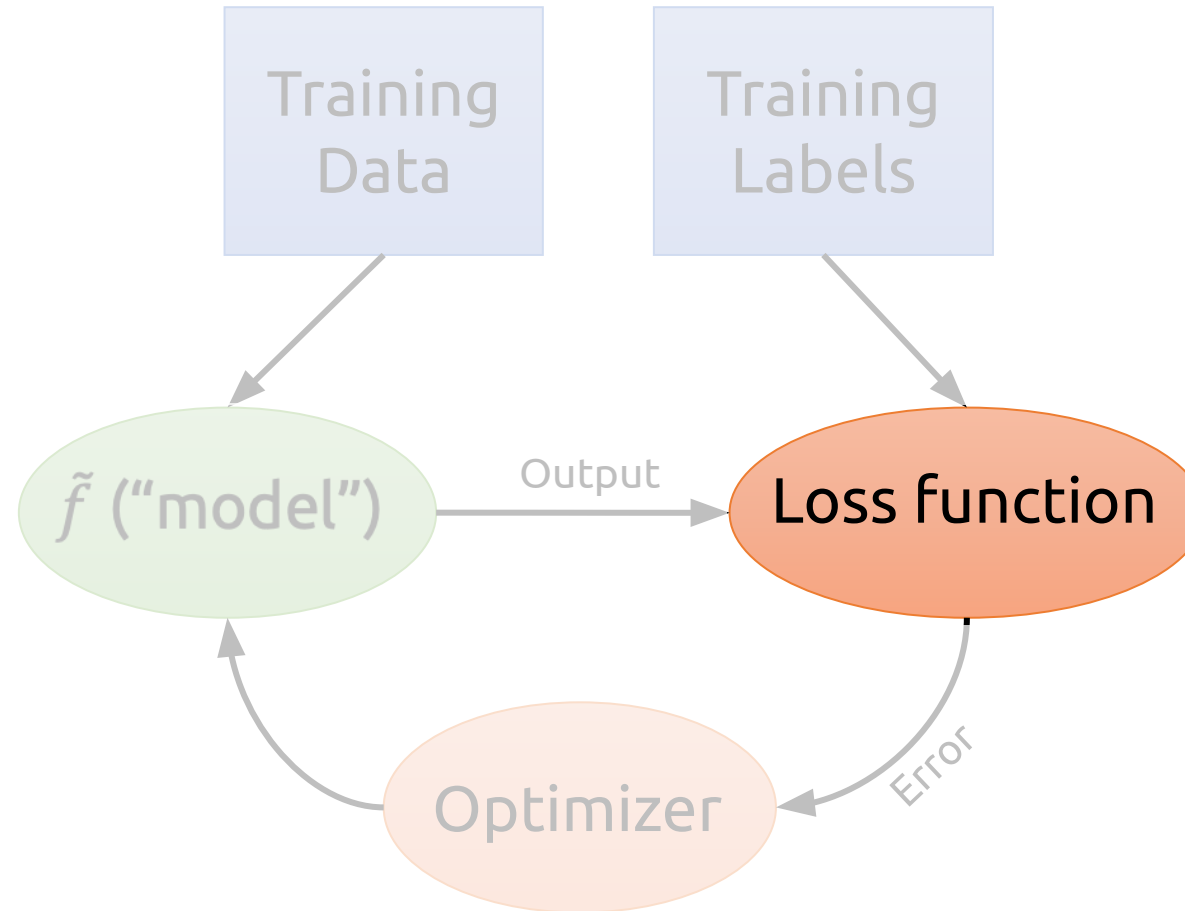 Training
Data
Training
Labels
f̃ (“model”)
Output
Loss function
Error
Optimizer